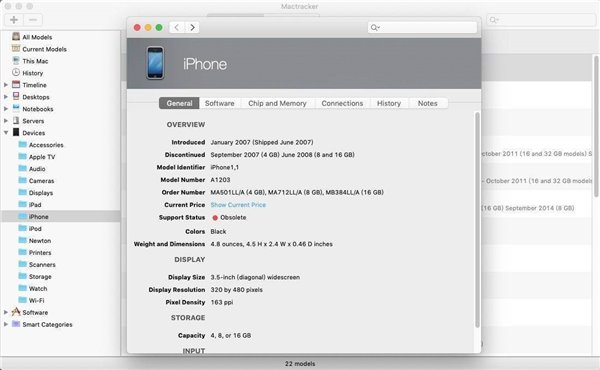 Mactracker
All Models
Current Models
This Mac
History
Timeline
Desktops
Notebooks
Servers
Devices
Accessories
Apple TV
Audio
Cameras
Displays
iPad
iPhone
iPod
Newton
Printers
Scanners
Storage
Watch
Wi-Fi
Software
Smart Categories
iPhone
General Software Chip and Memory Connections History Notes
OVERVIEW
Introduced January 2007 (Shipped June 2007)
Discontinued September 2007 (4 GB) June 2008 (8 and 16 GB)
Model Identifier iPhone1,1
Model Number A1203
Order Number MA501LL/A (4 GB), MA712LL/A (8 GB), MB384LL/A (16 GB)
Current Price Show Current Price
Support Status Obsolete
Colors Black
Weight and Dimensions 4.8 ounces, 4.5 H x 2.4 W x 0.46 D inches
DISPLAY
Display Size 3.5-inch (diagonal) widescreen
Display Resolution 320 by 480 pixels
Pixel Density 163 ppi
STORAGE
Capacity 4, 8, or 16 GB
INPUT
ctober 2011 (16 and 32 GB models) S
- October 2011 (16 and 32 GB models)
(16 GB) September 2014 (8 GB)
22 models